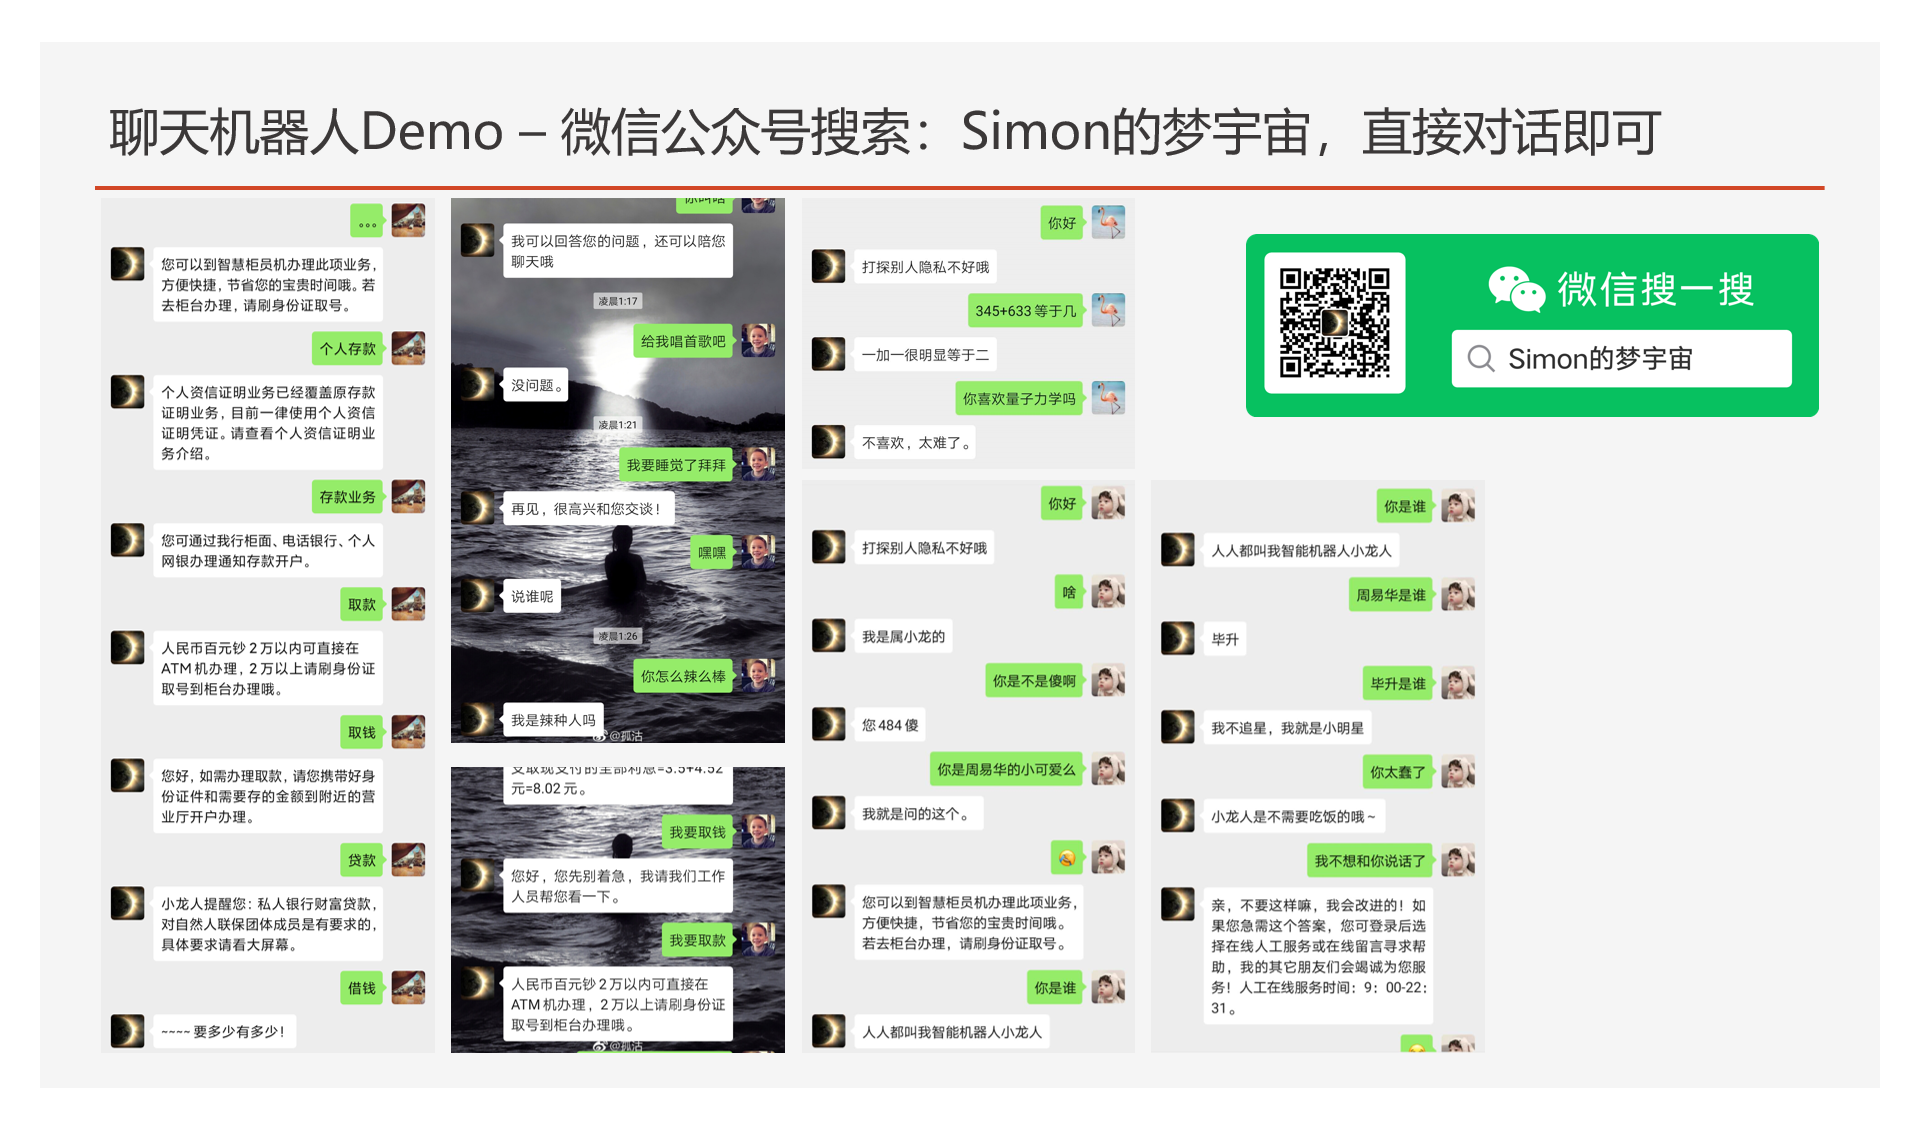 聊天机器人Demo – 微信公众号搜索：Simon的梦宇宙，直接对话即可
。。。
您可以到智慧柜员机办理此项业务，
方便快捷，节省您的宝贵时间哦。若
去柜台办理，请刷身份证取号。
个人存款
个人资信证明业务已经覆盖原存款
证明业务，目前一律使用个人资信
证明凭证。请查看个人资信证明业
务介绍。
存款业务
您可通过我行柜面、电话银行、个人
网银办理通知存款开户。
取款
人民币百元钞2万以内可直接在
ATM机办理，2万以上请刷身份证
取号到柜台办理哦。
取钱
您好，如需办理取款，请您携带好身
份证件和需要存的金额到附近的营
业厅开户办理。
贷款
小龙人提醒您：私人银行财富贷款，
对自然人联保团体成员是有要求的，
具体要求请看大屏幕。
借钱
~~~~ 要多少有多少！
你叫啥
我可以回答您的问题，还可以陪您
聊天哦
凌晨1:17
给我唱首歌吧
没问题。
凌晨1:21
我要睡觉了拜拜
再见，很高兴和您交谈！
嘿嘿
说谁呢
凌晨1:26
你怎么辣么棒
我是辣种人吗
@孤沽
支取现支付的全部利息=3.5+4.52
元=8.02元。
我要取钱
您好，您先别着急，我请我们工作
人员帮您看一下。
我要取款
人民币百元钞2万以内可直接在
ATM机办理，2万以上请刷身份证
取号到柜台办理哦。
@孤沽
你好
打探别人隐私不好哦
345+633等于几
一加一很明显等于二
你喜欢量子力学吗
不喜欢，太难了。
你好
打探别人隐私不好哦
啥
我是属小龙的
你是不是傻啊
您484傻
你是周易华的小可爱么
我就是问的这个。
您可以到智慧柜员机办理此项业务，
方便快捷，节省您的宝贵时间哦。
若去柜台办理，请刷身份证取号。
你是谁
人人都叫我智能机器人小龙人
微信搜一搜
Simon的梦宇宙
你是谁
人人都叫我智能机器人小龙人
周易华是谁
毕升
毕升是谁
我不追星，我就是小明星
你太蠢了
小龙人是不需要吃饭的哦~
我不想和你说话了
亲，不要这样嘛，我会改进的！如
果您急需这个答案，您可登录后选
择在线人工服务或在线留言寻求帮
助，我的其它朋友们会竭诚为您服
务！人工在线服务时间：9：00-22：
31。